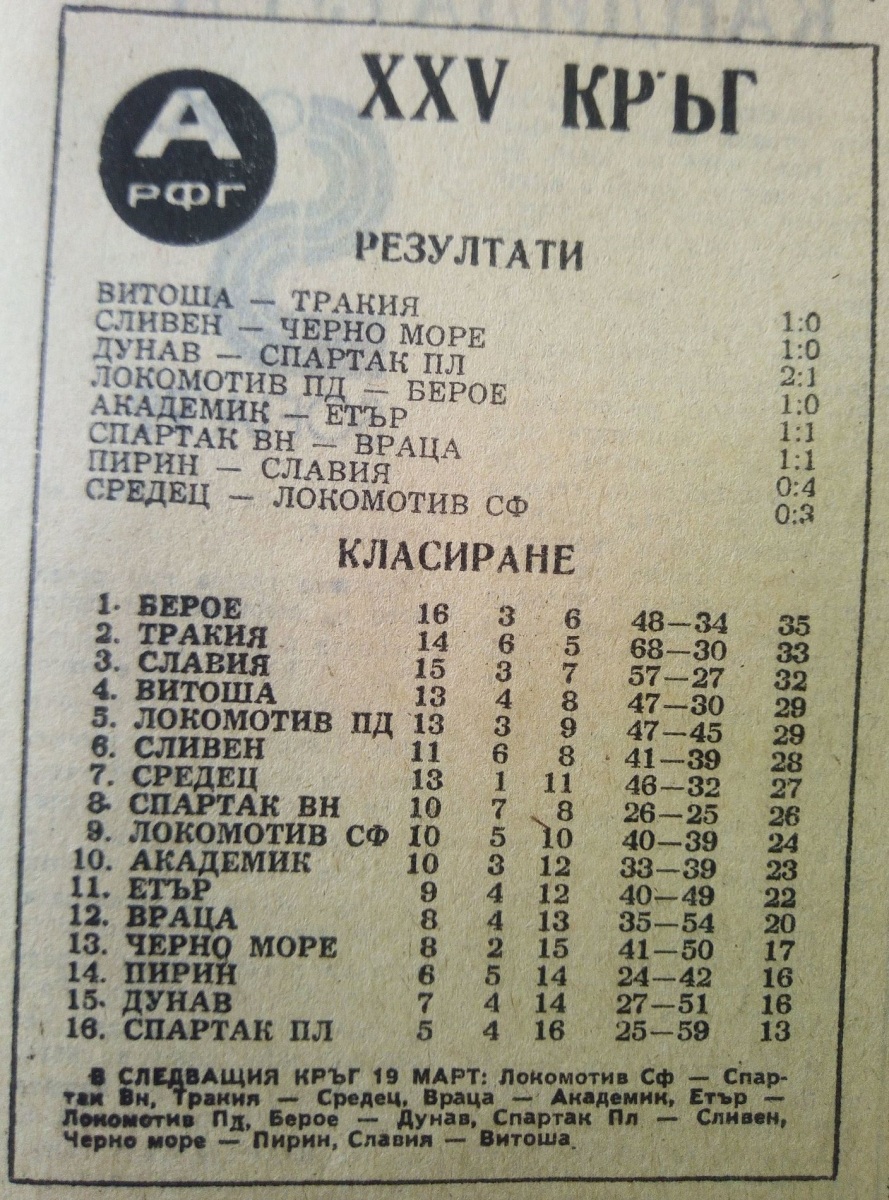 А
РФГ
XXV КРЪГ
РЕЗУЛТАТИ
ВИТОША — ТРАКИЯ 1:0
СЛИВЕН — ЧЕРНО МОРЕ 1:0
ДУНАВ — СПАРТАК ПЛ 2:1
ЛОКОМОТИВ ПД — БЕРОЕ 1:0
АКАДЕМИК — ЕТЪР 1:1
СПАРТАК ВН — ВРАЦА 1:1
ПИРИН — СЛАВИЯ 0:4
СРЕДЕЦ — ЛОКОМОТИВ СФ 0:3
КЛАСИРАНЕ
1. БЕРОЕ 16 3 6 48—34 35
2. ТРАКИЯ 14 6 5 68—30 33
3. СЛАВИЯ 15 3 7 57—27 32
4. ВИТОША 13 4 8 47—30 29
5. ЛОКОМОТИВ ПД 13 3 9 47—45 29
6. СЛИВЕН 11 6 8 41—39 28
7. СРЕДЕЦ 13 1 11 46—32 27
8. СПАРТАК ВН 10 7 8 26—25 26
9. ЛОКОМОТИВ СФ 10 5 10 40—39 24
10. АКАДЕМИК 10 3 12 33—39 23
11. ЕТЪР 9 4 12 40—49 22
12. ВРАЦА 8 4 13 35—54 20
13. ЧЕРНО МОРЕ 8 2 15 41—50 17
14. ПИРИН 6 5 14 24—42 16
15. ДУНАВ 7 4 14 27—51 16
16. СПАРТАК ПЛ 5 4 16 25—59 13
В СЛЕДВАЩИЯ КРЪГ 19 МАРТ: Локомотив Сф — Спар-
так Вн, Тракия — Средец, Враца — Академик, Етър —
Локомотив Пд, Берое — Дунав, Спартак Пл — Сливен,
Черно море — Пирин, Славия — Витоша.